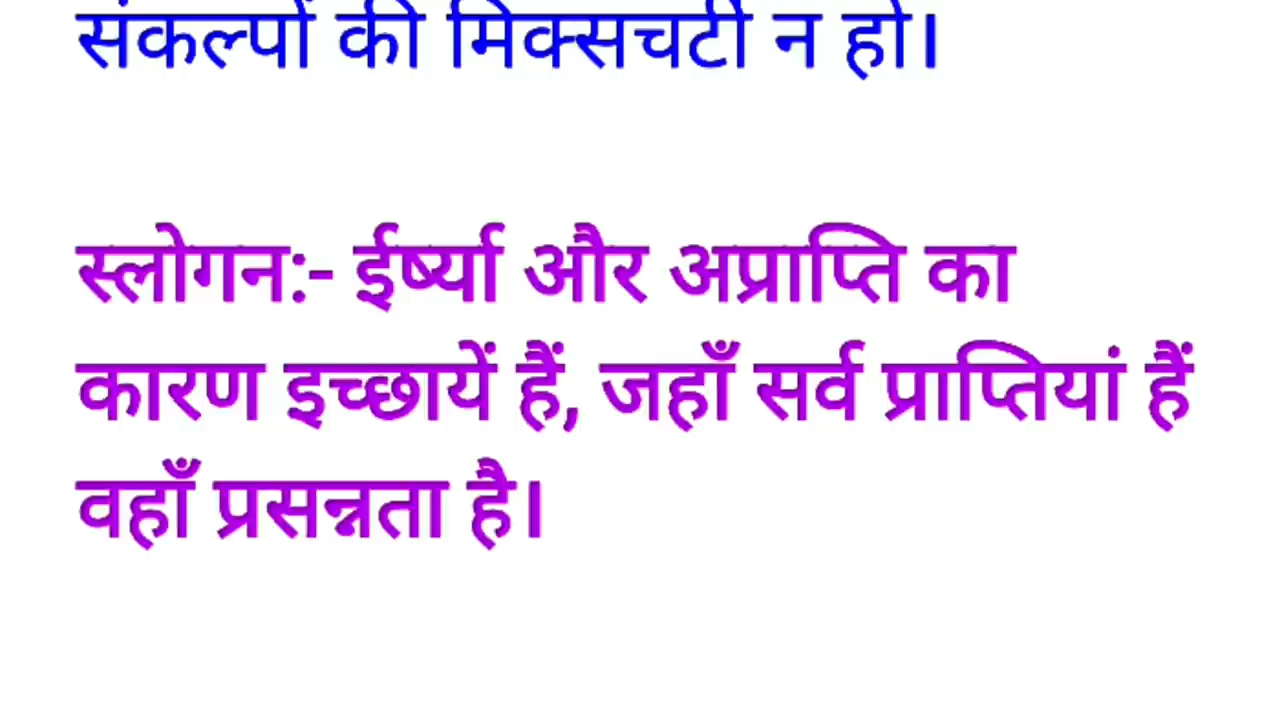 संकल्पों की मिक्सचटी न हो।
स्लोगन:- ईर्ष्या और अप्राप्ति का
कारण इच्छायें हैं, जहाँ सर्व प्राप्तियां हैं
वहाँ प्रसन्नता है।